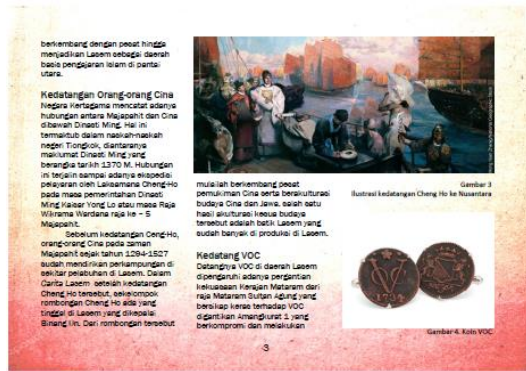 berkembang dengan pesat hingga
menjadikan Lasem sebagai daerah
basis pengajaran Islam di pantai
utara.
Kedatangan Orang-orang Cina
Negara Kertagama mencatat adanya
hubungan antara Majapahit dan Cina
dibawah Dinasti Ming. Hal ini
termaktub dalam naskah-naskah
negeri Tiongkok, diantaranya
maklumat Dinasti Ming yang
berangka tarikh 1370 M. Hubungan
ini terjalin sampai adanya ekspedisi
pelayaran oleh Laksamana Cheng-Ho
pada masa pemerintahan Dinasti
Ming Kaisar Yong Lo atau masa Raja
Wikrama Wardana raja ke – 5
Majapahit.
Sebelum kedatangan Ceng-Ho,
orang-orang Cina pada zaman
Majapahit sejak tahun 1294-1527
sudah mendirikan perkampungan di
sekitar pelabuhan di Lasem. Dalam
Carita Lasem setelah kedatangan
Cheng Ho tersebut, sekelompok
rombongan Cheng Ho ada yang
tinggal di Lasem yang dikepalai
Binang Un. Dari rombongan tersebut
mulailah berkembang pesat
pemukiman Cina serta berakulturasi
budaya Cina dan Jawa. salah satu
hasil akulturasi kedua budaya
tersebut adalah batik Lasem yang
sudah banyak di produksi di Lasem.
Kedatang VOC
Datangnya VOC di daerah Lasem
dipengaruhi adanya pergantian
kekuasaan Kerajan Mataram dari
raja Mataram Sultan Agung yang
bersikap keras terhadap VOC
digantikan Amangkurat 1 yang
berkompromi dan melakukan
Gambar 3
Ilustrasi kedatangan Cheng Ho ke Nusantara
Gambar 4. Koin VOC
3